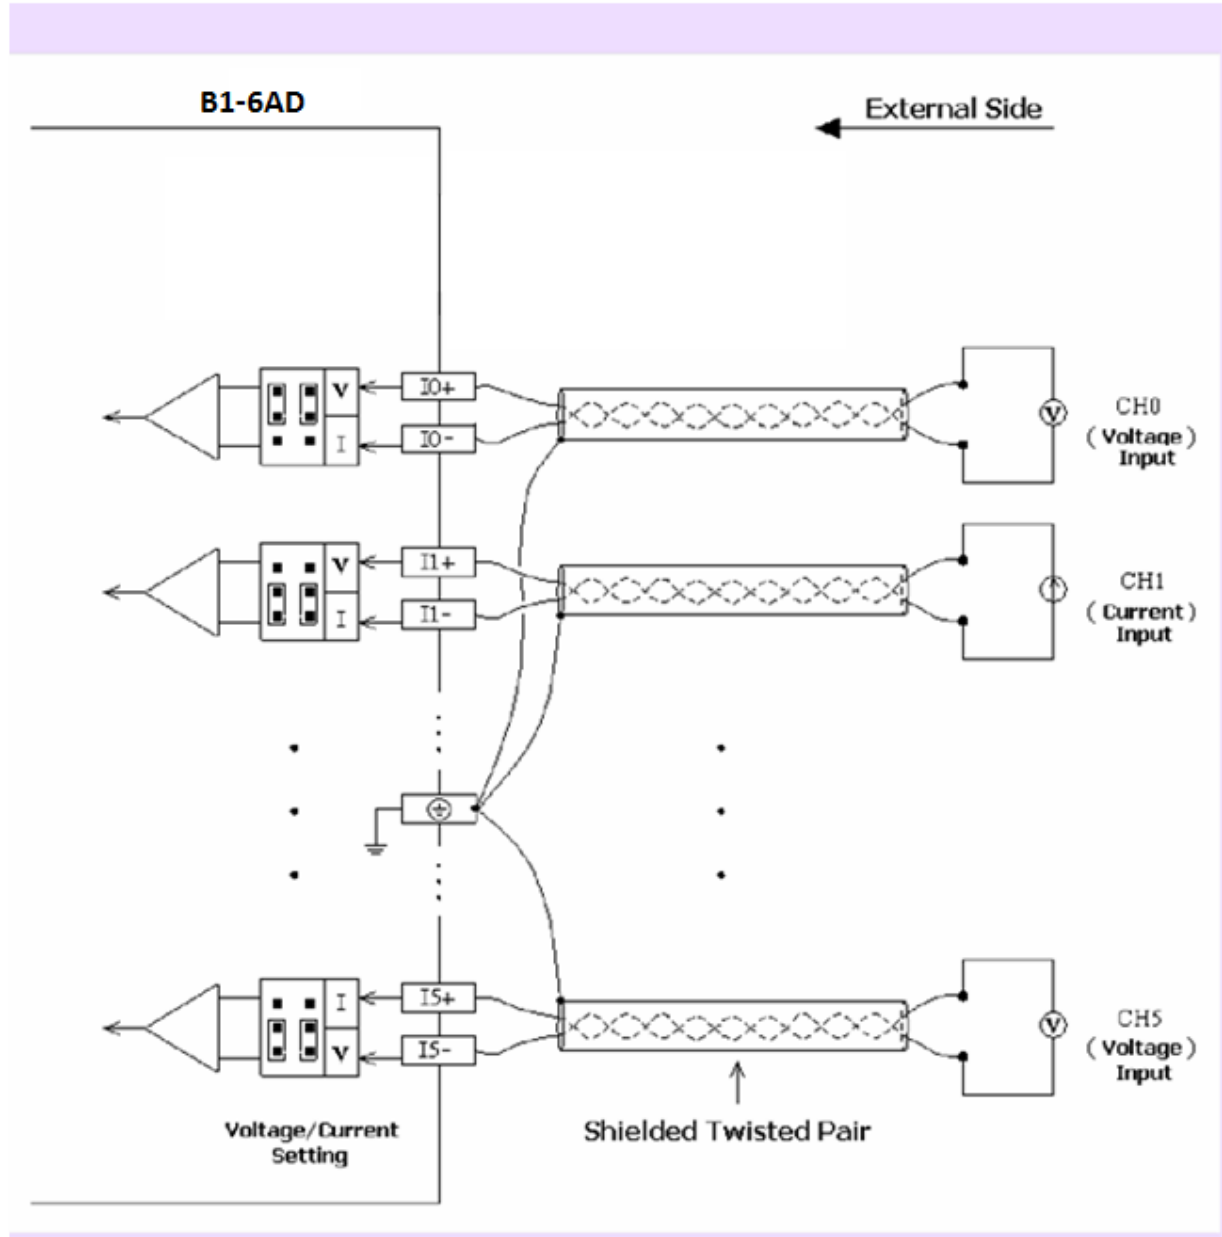 B1-6AD
External Side
V
I0+
I
I0-
V
CH0
( Voltage )
Input
V
I1+
I
I1-
CH1
( Current )
Input
I
I5+
V
I5-
V
CH5
( Voltage )
Input
Voltage/Current
Setting
Shielded Twisted Pair